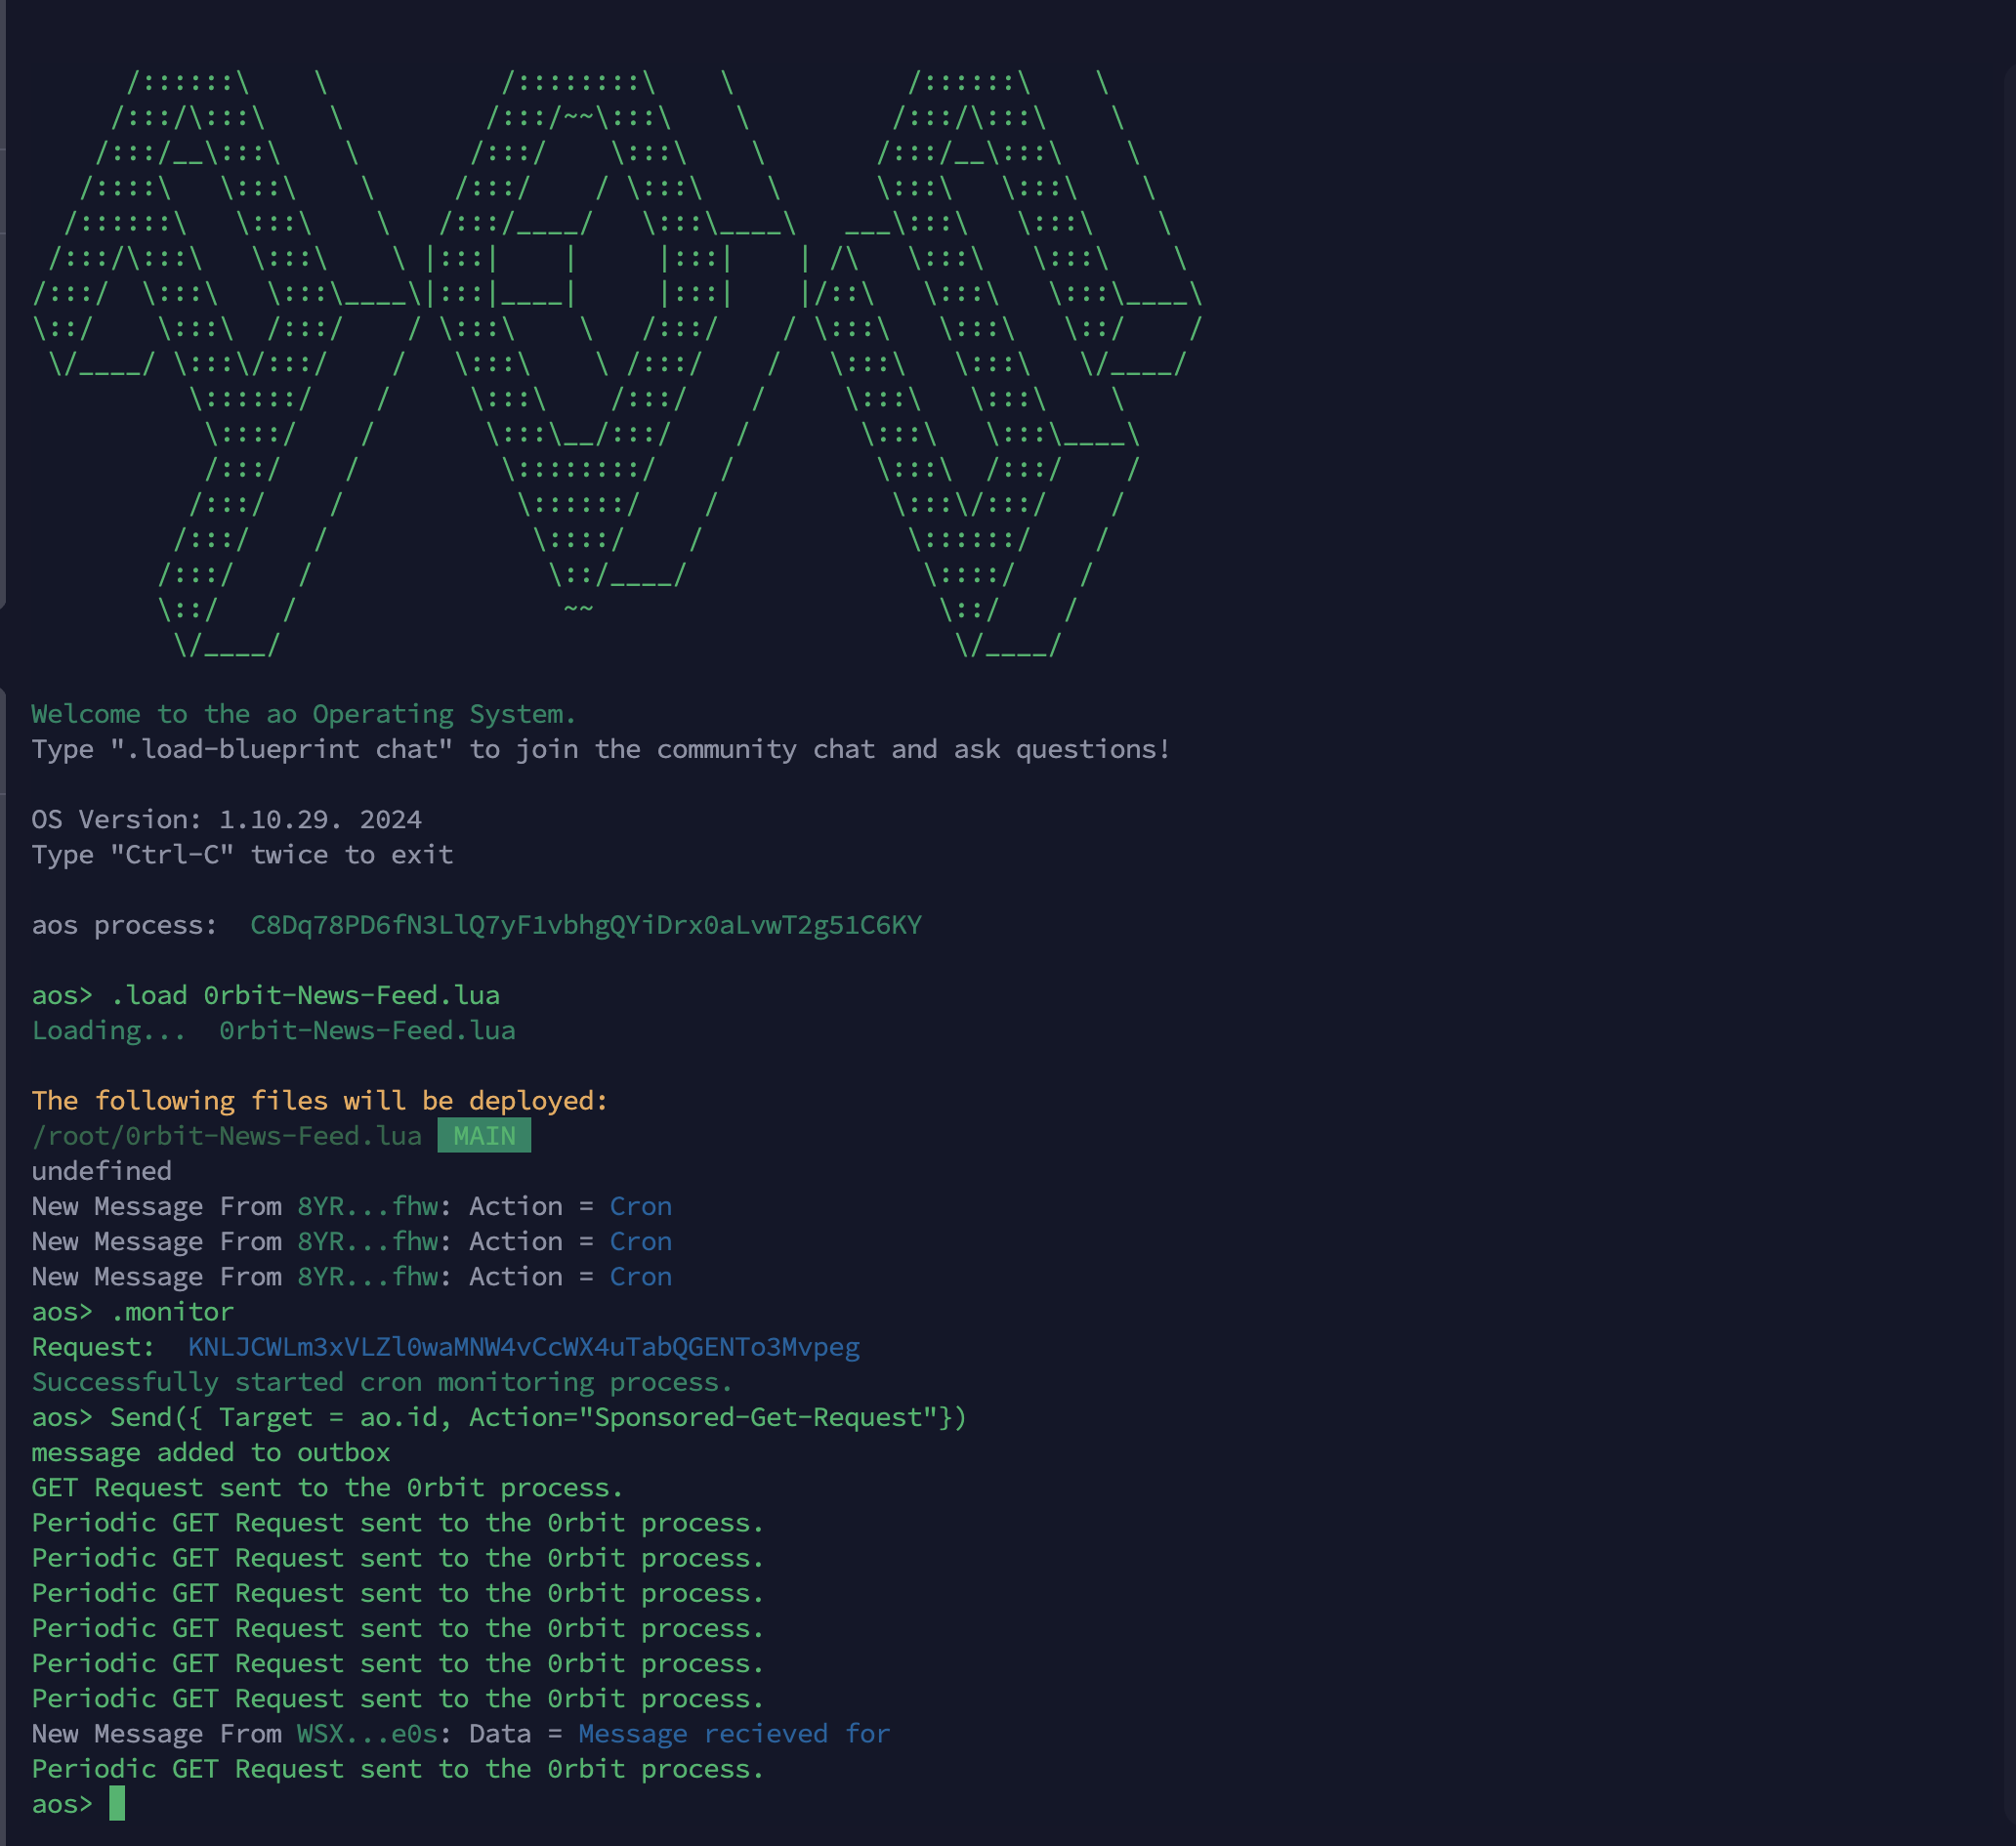 Welcome to the ao Operating System.
Type ".load-blueprint chat" to join the community chat and ask questions!
OS Version: 1.10.29. 2024
Type "Ctrl-C" twice to exit
aos process:  C8Dq78PD6fN3LlQ7yF1vbhgQYiDrx0aLvwT2g51C6KY
aos> .load 0rbit-News-Feed.lua
Loading...  0rbit-News-Feed.lua
The following files will be deployed:
/root/0rbit-News-Feed.lua MAIN
undefined
New Message From 8YR...fhw: Action = Cron
New Message From 8YR...fhw: Action = Cron
New Message From 8YR...fhw: Action = Cron
aos> .monitor
Request:  KNLJCWLm3xVLZl0waMNW4vCcWX4uTabQGENTo3Mvpeg
Successfully started cron monitoring process.
aos> Send({ Target = ao.id, Action="Sponsored-Get-Request"})
message added to outbox
GET Request sent to the 0rbit process.
Periodic GET Request sent to the 0rbit process.
Periodic GET Request sent to the 0rbit process.
Periodic GET Request sent to the 0rbit process.
Periodic GET Request sent to the 0rbit process.
Periodic GET Request sent to the 0rbit process.
Periodic GET Request sent to the 0rbit process.
New Message From WSX...e0s: Data = Message recieved for
Periodic GET Request sent to the 0rbit process.
aos>